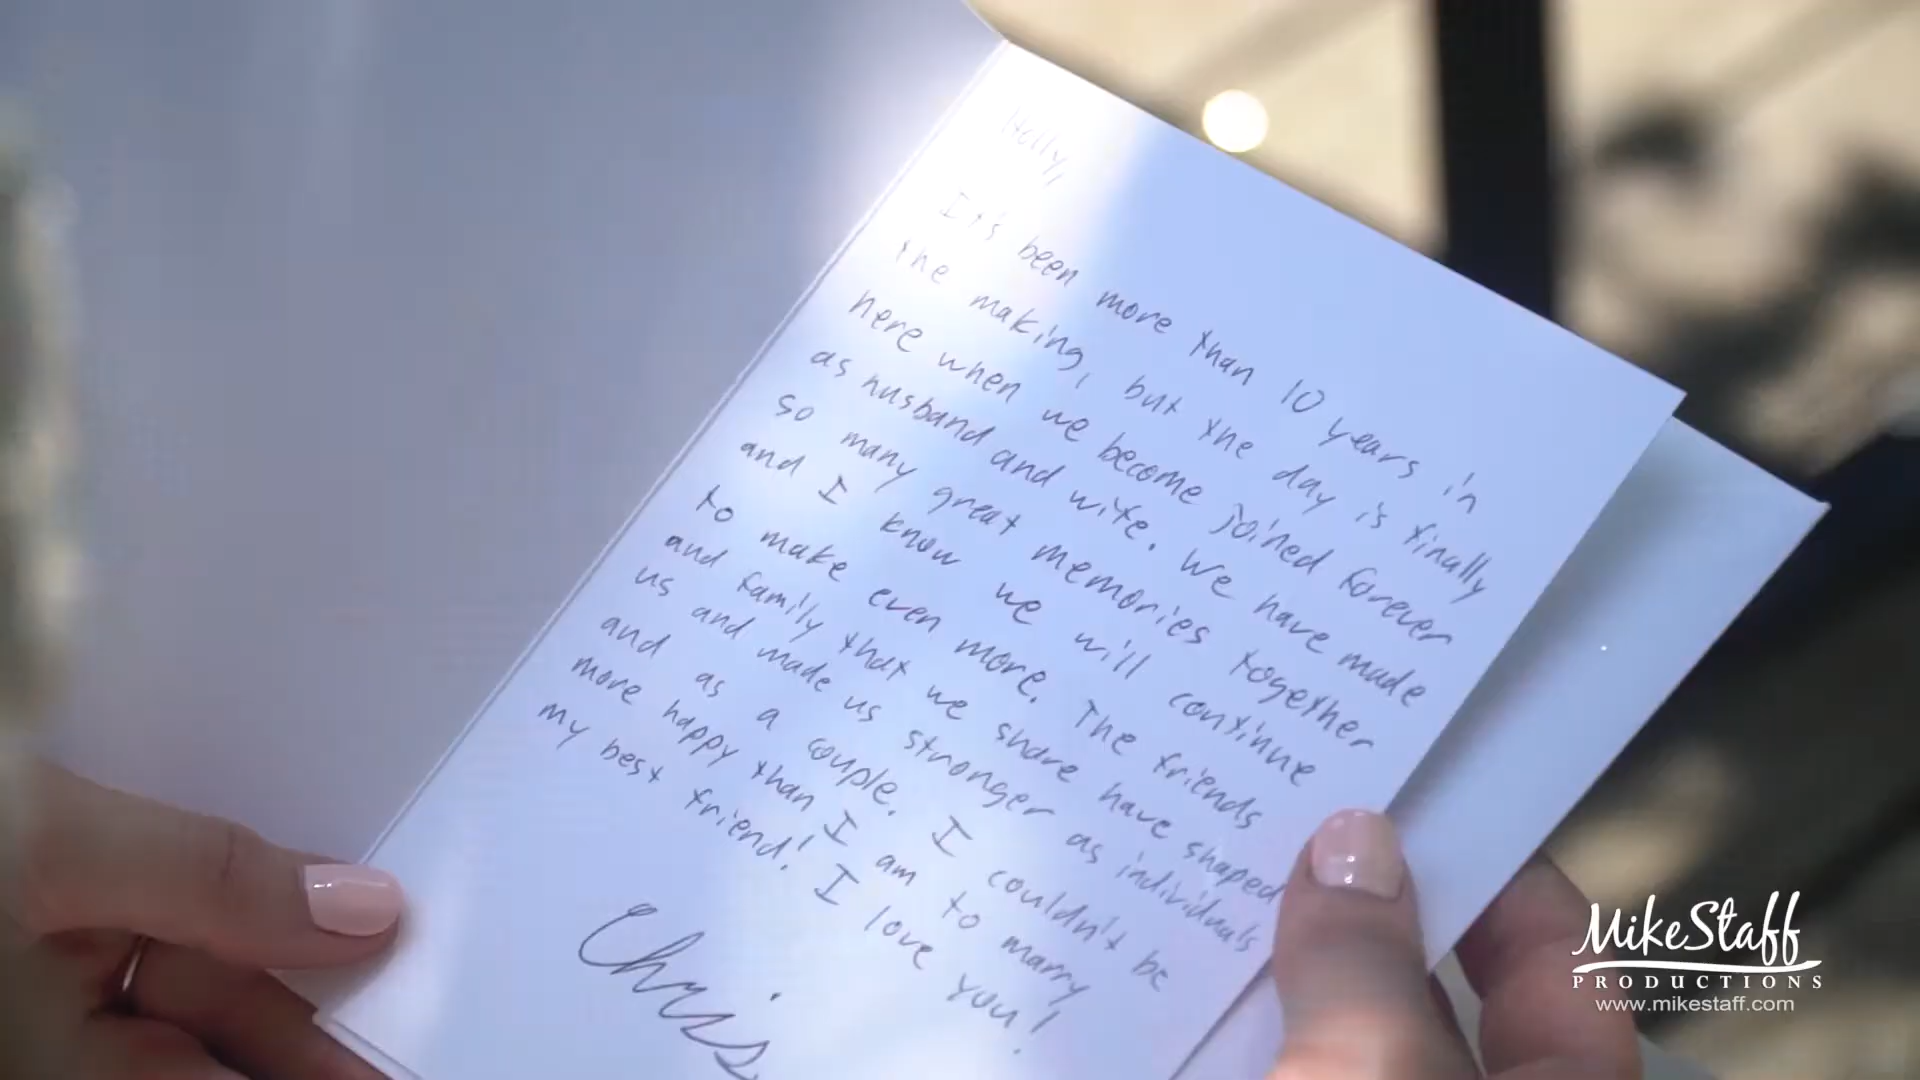 Holly,
It's been more than 10 years in
the making, but the day is finally
here when we become joined forever
as husband and wife. We have made
so many great memories together
and I know we will continue
to make even more. The friends
and family that we share have shaped
us and made us stronger as individuals
and as a couple. I couldn't be
more happy than I am to marry
my best friend! I love you!
Chris
MikeStaff
PRODUCTIONS
www.mikestaff.com